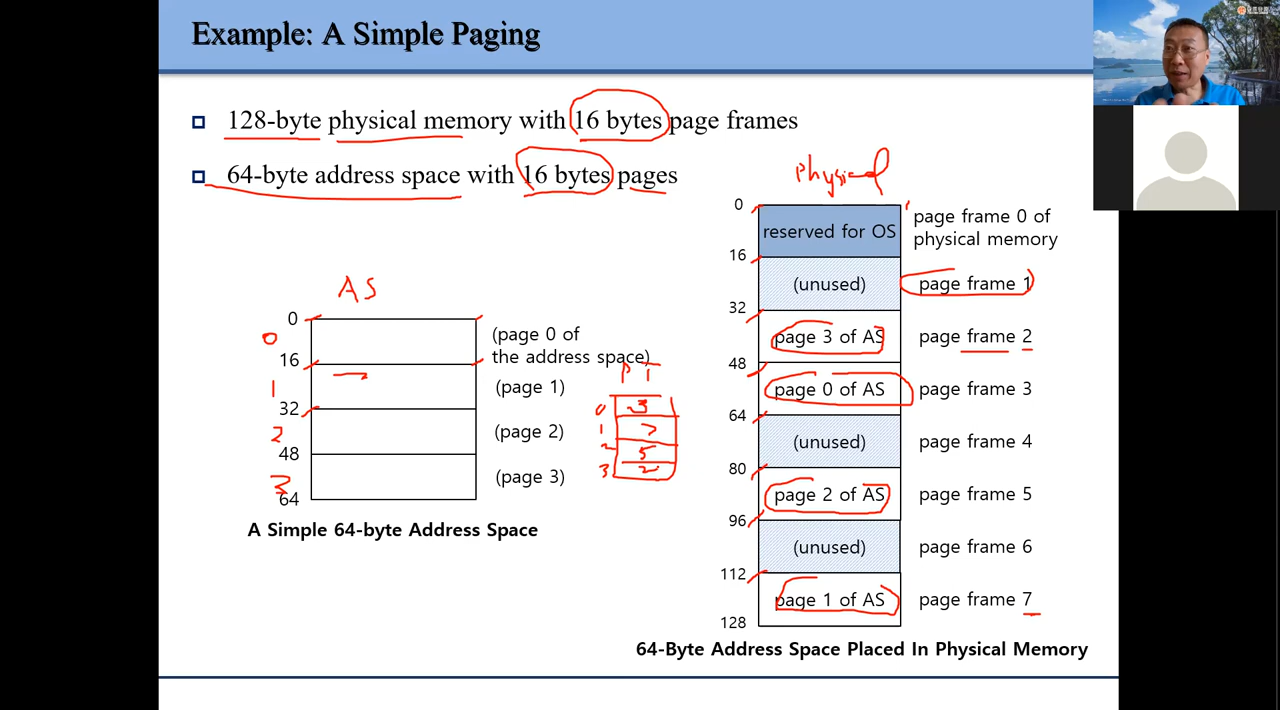 Example: A Simple Paging
128-byte physical memory with 16 bytes page frames
64-byte address space with 16 bytes pages
physical
0
reserved for OS
page frame 0 of
physical memory
16
(unused)
page frame 1
32
page 3 of AS
page frame 2
48
page 0 of AS
page frame 3
64
(unused)
page frame 4
80
page 2 of AS
page frame 5
96
(unused)
page frame 6
112
page 1 of AS
page frame 7
128
64-Byte Address Space Placed In Physical Memory
AS
0
0
(page 0 of
the address space)
16
1
(page 1)
32
2
(page 2)
48
3
(page 3)
64
A Simple 64-byte Address Space
PT
0 3
1 7
2 5
3 2